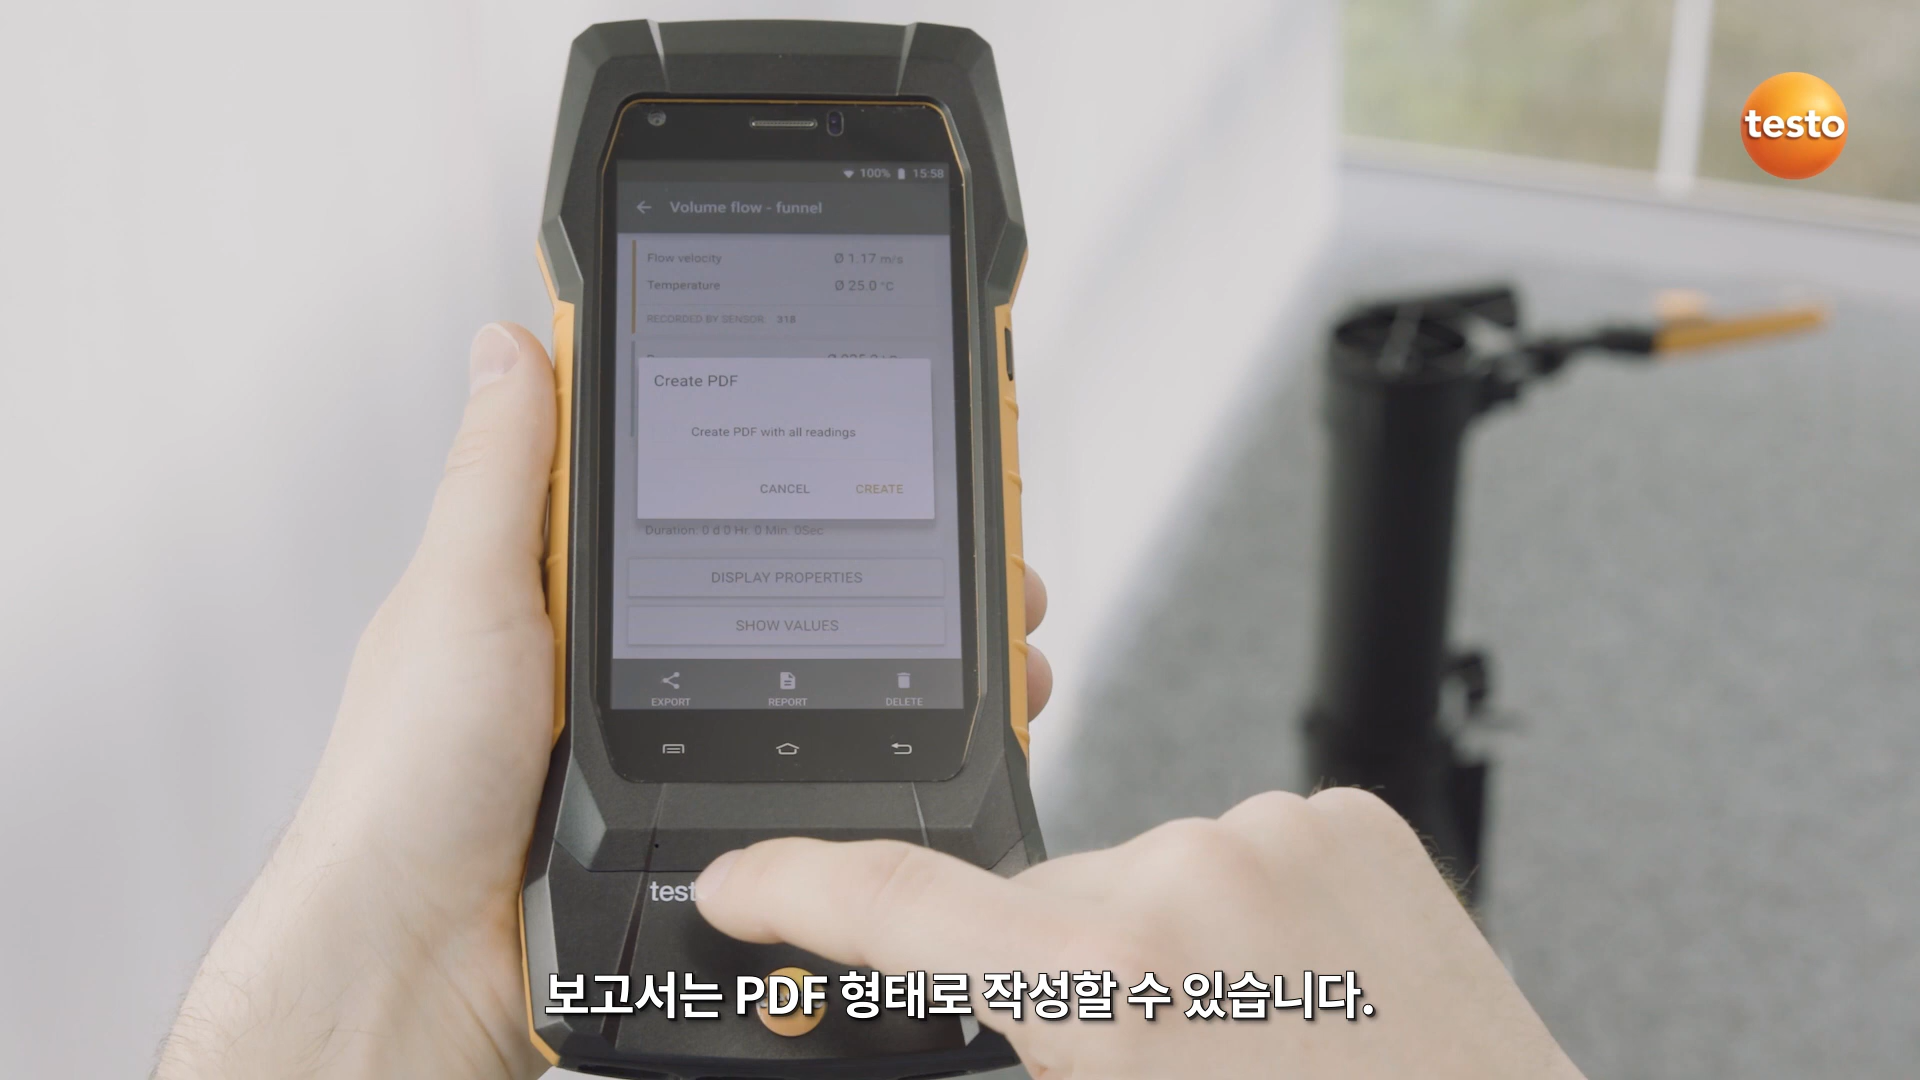 testo
100% 15:58
Volume flow - funnel
Flow velocity Ø 1.17 m/s
Temperature Ø 25.0 °C
RECORDED BY SENSOR 318
Create PDF
Create PDF with all readings
CANCEL CREATE
Duration: 0 d 0 Hr. 0 Min. 0Sec
DISPLAY PROPERTIES
SHOW VALUES
EXPORT REPORT DELETE
test
보고서는 PDF 형태로 작성할 수 있습니다.